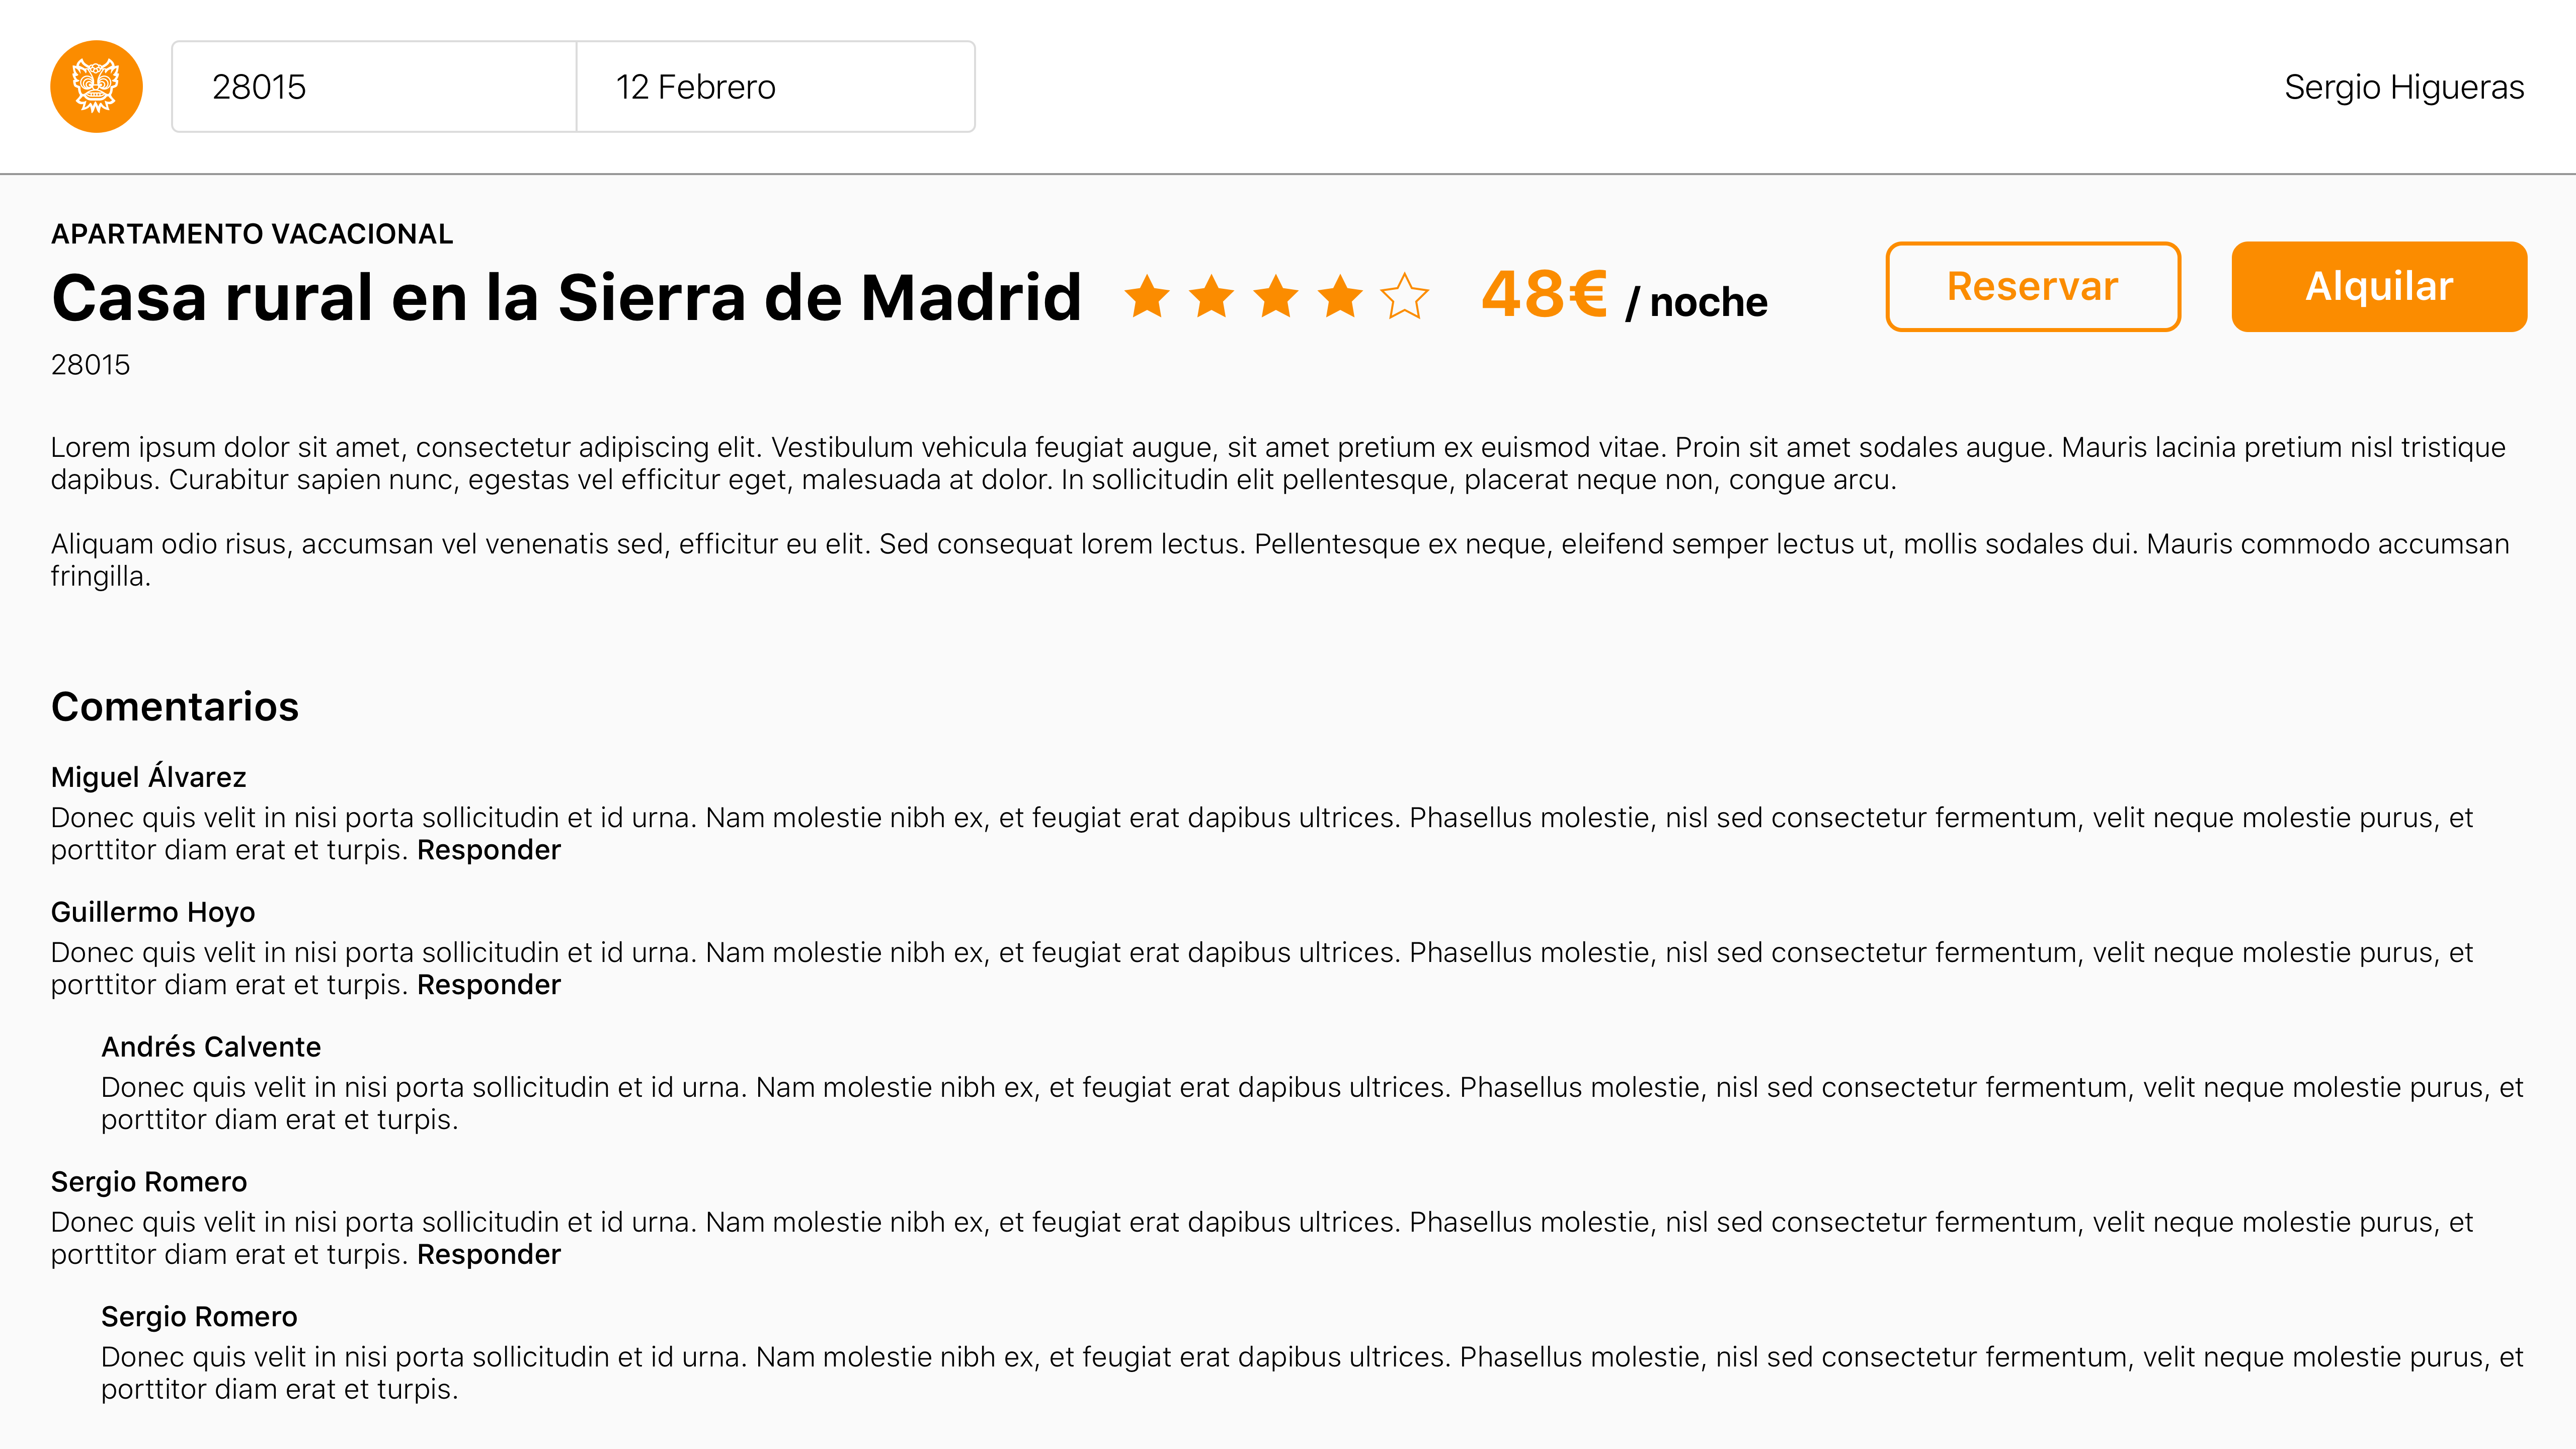 28015
12 Febrero
Sergio Higueras
APARTAMENTO VACACIONAL
Casa rural en la Sierra de Madrid
48€ / noche
Reservar
Alquilar
28015
Lorem ipsum dolor sit amet, consectetur adipiscing elit. Vestibulum vehicula feugiat augue, sit amet pretium ex euismod vitae. Proin sit amet sodales augue. Mauris lacinia pretium nisl tristique
dapibus. Curabitur sapien nunc, egestas vel efficitur eget, malesuada at dolor. In sollicitudin elit pellentesque, placerat neque non, congue arcu.
Aliquam odio risus, accumsan vel venenatis sed, efficitur eu elit. Sed consequat lorem lectus. Pellentesque ex neque, eleifend semper lectus ut, mollis sodales dui. Mauris commodo accumsan
fringilla.
Comentarios
Miguel Álvarez
Donec quis velit in nisi porta sollicitudin et id urna. Nam molestie nibh ex, et feugiat erat dapibus ultrices. Phasellus molestie, nisl sed consectetur fermentum, velit neque molestie purus, et
porttitor diam erat et turpis. Responder
Guillermo Hoyo
Donec quis velit in nisi porta sollicitudin et id urna. Nam molestie nibh ex, et feugiat erat dapibus ultrices. Phasellus molestie, nisl sed consectetur fermentum, velit neque molestie purus, et
porttitor diam erat et turpis. Responder
Andrés Calvente
Donec quis velit in nisi porta sollicitudin et id urna. Nam molestie nibh ex, et feugiat erat dapibus ultrices. Phasellus molestie, nisl sed consectetur fermentum, velit neque molestie purus, et
porttitor diam erat et turpis.
Sergio Romero
Donec quis velit in nisi porta sollicitudin et id urna. Nam molestie nibh ex, et feugiat erat dapibus ultrices. Phasellus molestie, nisl sed consectetur fermentum, velit neque molestie purus, et
porttitor diam erat et turpis. Responder
Sergio Romero
Donec quis velit in nisi porta sollicitudin et id urna. Nam molestie nibh ex, et feugiat erat dapibus ultrices. Phasellus molestie, nisl sed consectetur fermentum, velit neque molestie purus, et
porttitor diam erat et turpis.